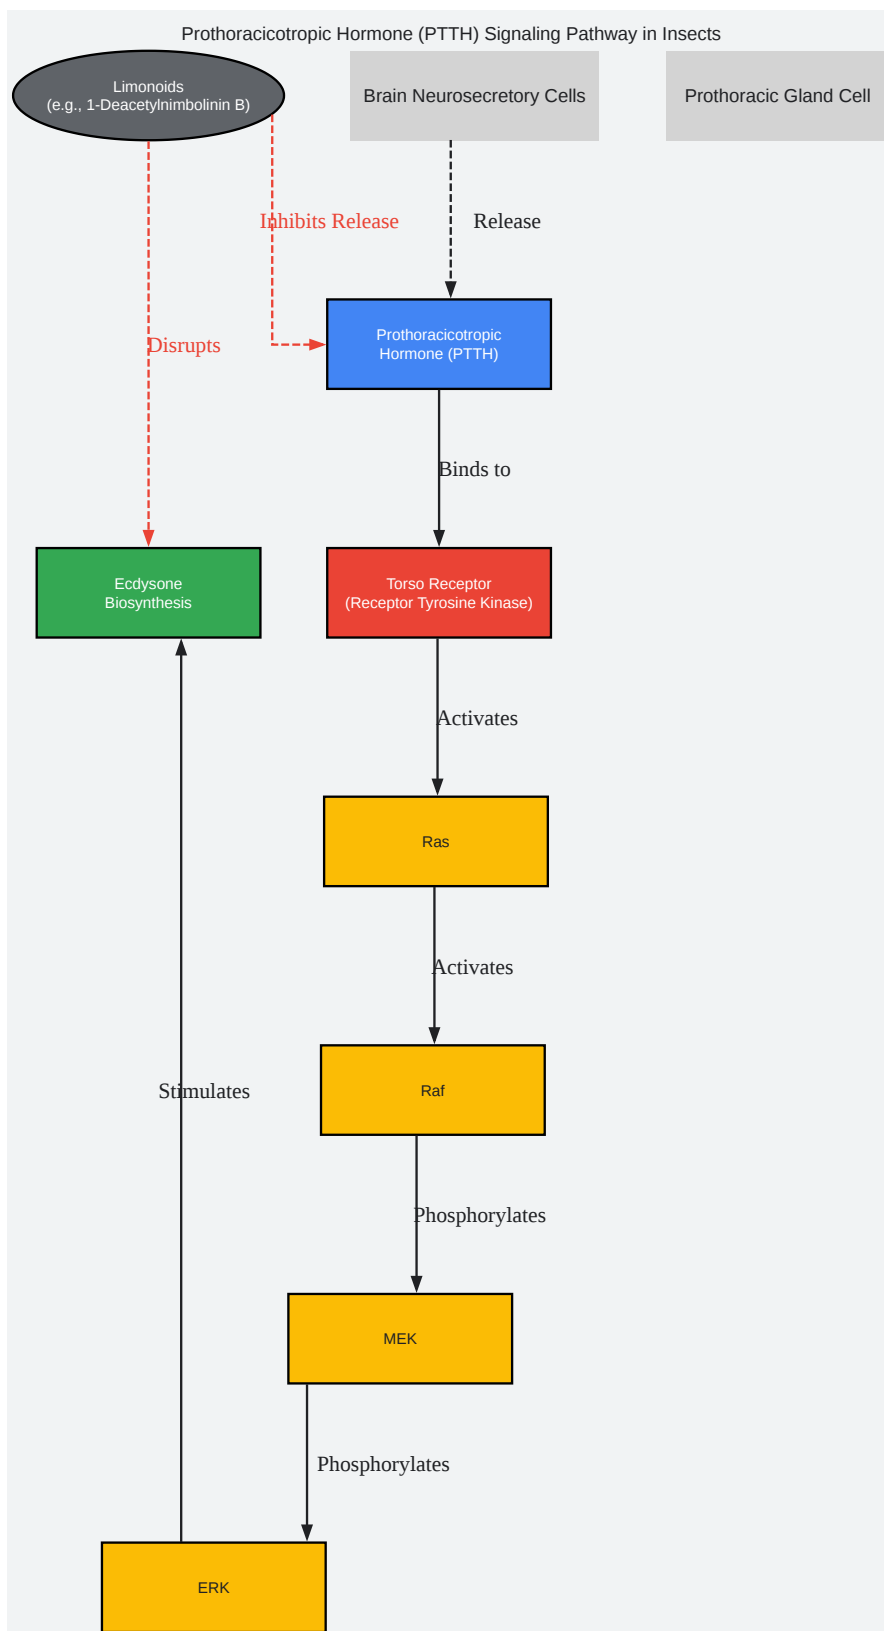 Prothoracicotropic Hormone (PTTH) Signaling Pathway in Insects
Limonoids
(e.g., 1-Deacetylnimbolinin B)
Brain Neurosecretory Cells
Prothoracic Gland Cell
Inhibits Release
Release
Prothoracicotropic
Hormone (PTTH)
Disrupts
Binds to
Ecdysone
Biosynthesis
Torso Receptor
(Receptor Tyrosine Kinase)
Activates
Ras
Activates
Raf
Stimulates
Phosphorylates
MEK
Phosphorylates
ERK